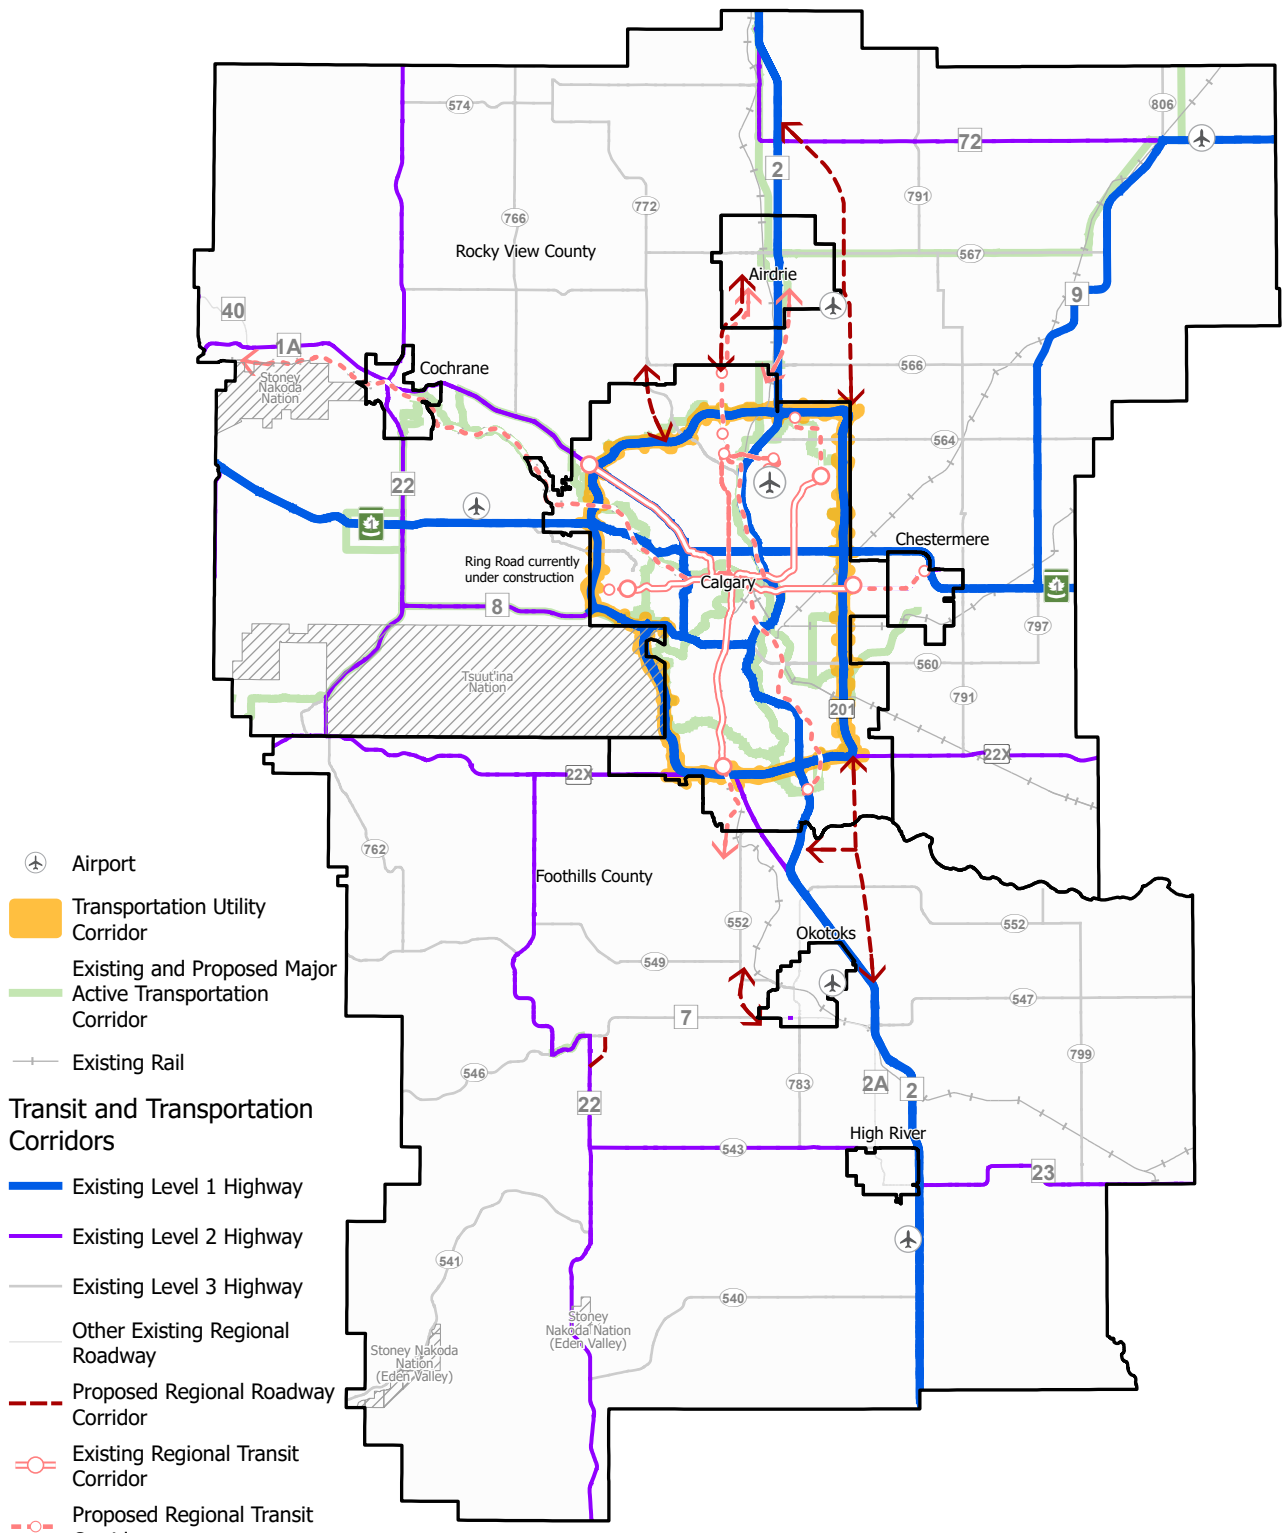 574
806
72
2
766
772
791
Rocky View County
567
Airdrie
9
40
1A
566
Cochrane
Stoney
Nakoda
Nation
564
22
1
Chestermere
Ring Road currently
under construction
Calgary
1
8
797
560
Tsuut'ina
Nation
791
201
22X
22X
762
Airport
Foothills County
Transportation Utility
Corridor
552
552
Okotoks
549
Existing and Proposed Major
Active Transportation
Corridor
547
7
Existing Rail
799
546
783
2A
2
22
Transit and Transportation
Corridors
High River
543
23
Existing Level 1 Highway
Existing Level 2 Highway
541
Existing Level 3 Highway
540
Stoney
Nakoda Nation
(Eden Valley)
Other Existing Regional
Roadway
Stoney Nakoda
Nation
(Eden Valley)
Proposed Regional Roadway
Corridor
Existing Regional Transit
Corridor
Proposed Regional Transit